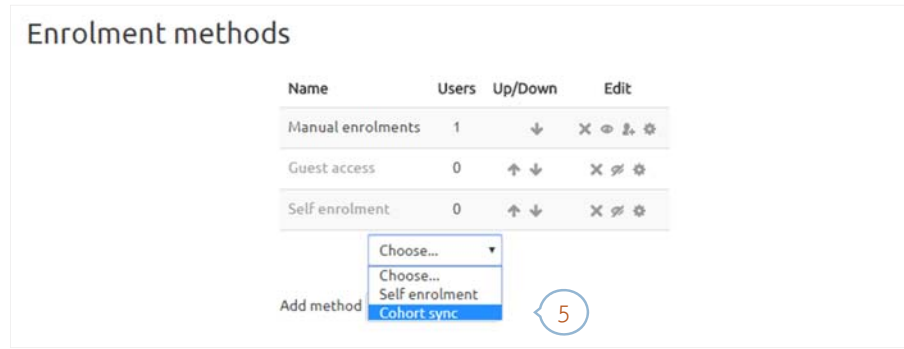 Enrolment methods
Name Users Up/Down Edit
Manual enrolments 1
Guest access 0
Self enrolment 0
Choose...
Choose...
Self enrolment
Add method
Cohort sync
5